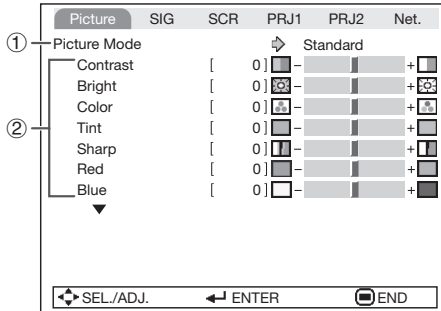 Picture SIG SCR PRJ1 PRJ2 Net.
① Picture Mode Standard
② Contrast [ 0 ] − +
Bright [ 0 ] − +
Color [ 0 ] − +
Tint [ 0 ] − +
Sharp [ 0 ] − +
Red [ 0 ] − +
Blue [ 0 ] − +
SEL./ADJ. ENTER END